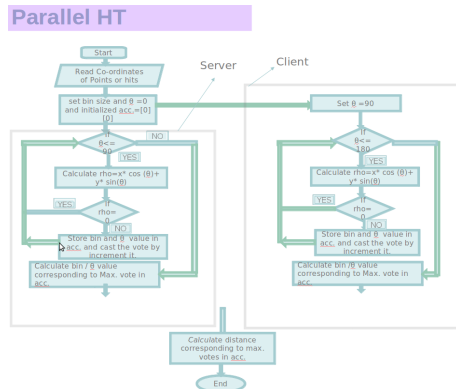 Parallel HT
Start
Read Co-ordinates
of Points or hits
Server
Client
set bin size and θ =0
and initialized acc.=[0]
[0]
Set θ =90
If
θ<=
90
NO
YES
Calculate rho=x* cos (θ)+
y* sin(θ)
YES
If
rho=
0
NO
Store bin and θ value in
acc. and cast the vote by
increment it.
Calculate bin / θ value
corresponding to Max. vote in
acc.
If
θ<=
180
YES
Calculate rho=x* cos (θ)+
y* sin(θ)
YES
If
rho=
0
NO
Store bin and θ value in
acc. and cast the vote by
increment it.
Calculate bin /θ value
corresponding to Max. vote in
acc.
Calculate distance
corresponding to max.
votes in acc.
End